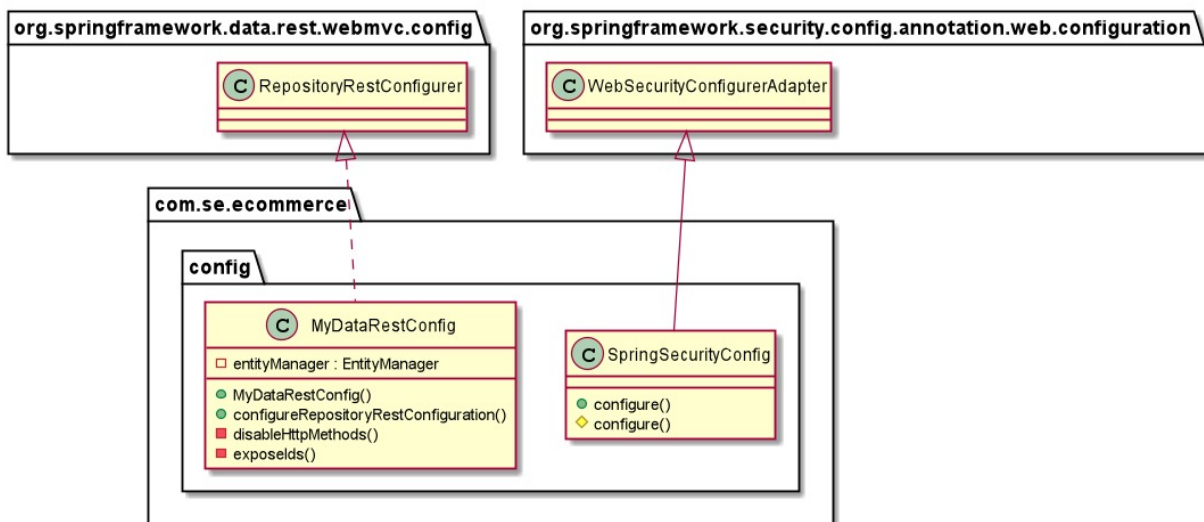 org.springframework.data.rest.webmvc.config
org.springframework.security.config.annotation.web.configuration
C RepositoryRestConfigurer
C WebSecurityConfigurerAdapter
com.se.ecommerce
config
C MyDataRestConfig
entityManager : EntityManager
MyDataRestConfig()
configureRepositoryRestConfiguration()
disableHttpMethods()
exposeIds()
C SpringSecurityConfig
configure()
configure()